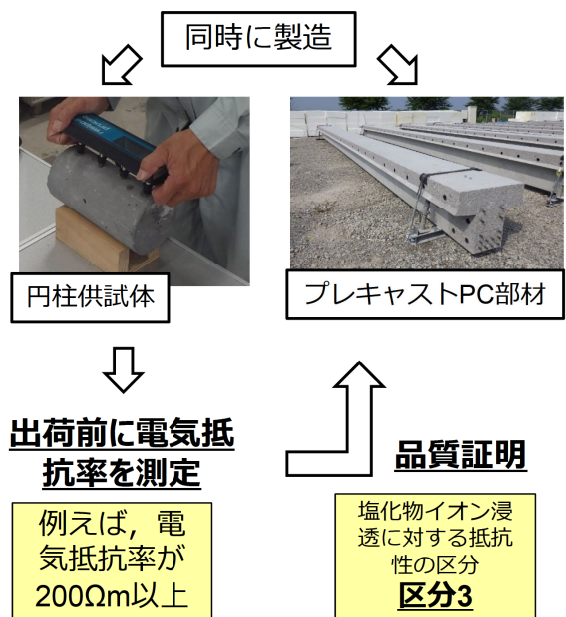 同時に製造
円柱供試体
プレキャストPC部材
出荷前に電気抵
抗率を測定
品質証明
例えば，電
気抵抗率が
200Ωm以上
塩化物イオン浸
透に対する抵抗
性の区分
区分3